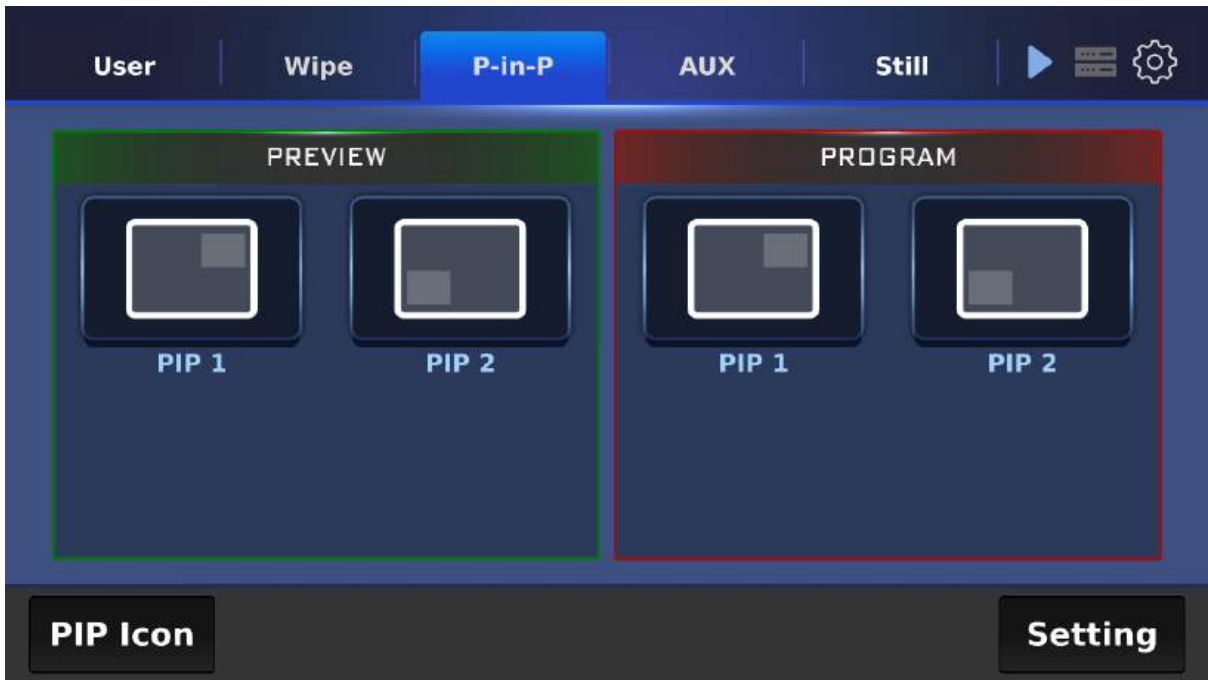 User Wipe P-in-P AUX Still
PREVIEW PROGRAM
PIP 1 PIP 2 PIP 1 PIP 2
PIP Icon Setting